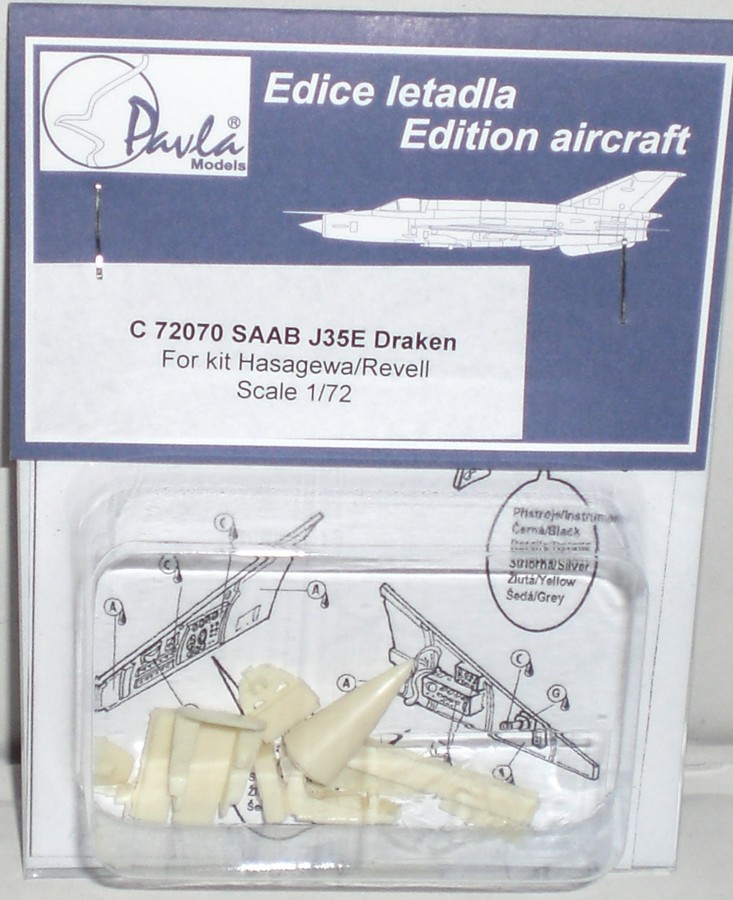 Edice letadla
Edition aircraft
Pavla®
Models
C 72070 SAAB J35E Draken
For kit Hasagewa/Revell
Scale 1/72
Přístroje/Instrum
Černá/Black
Stříbrná/Silver
Žlutá/Yellow
Šedá/Grey
C
C
A
A
A
C
G